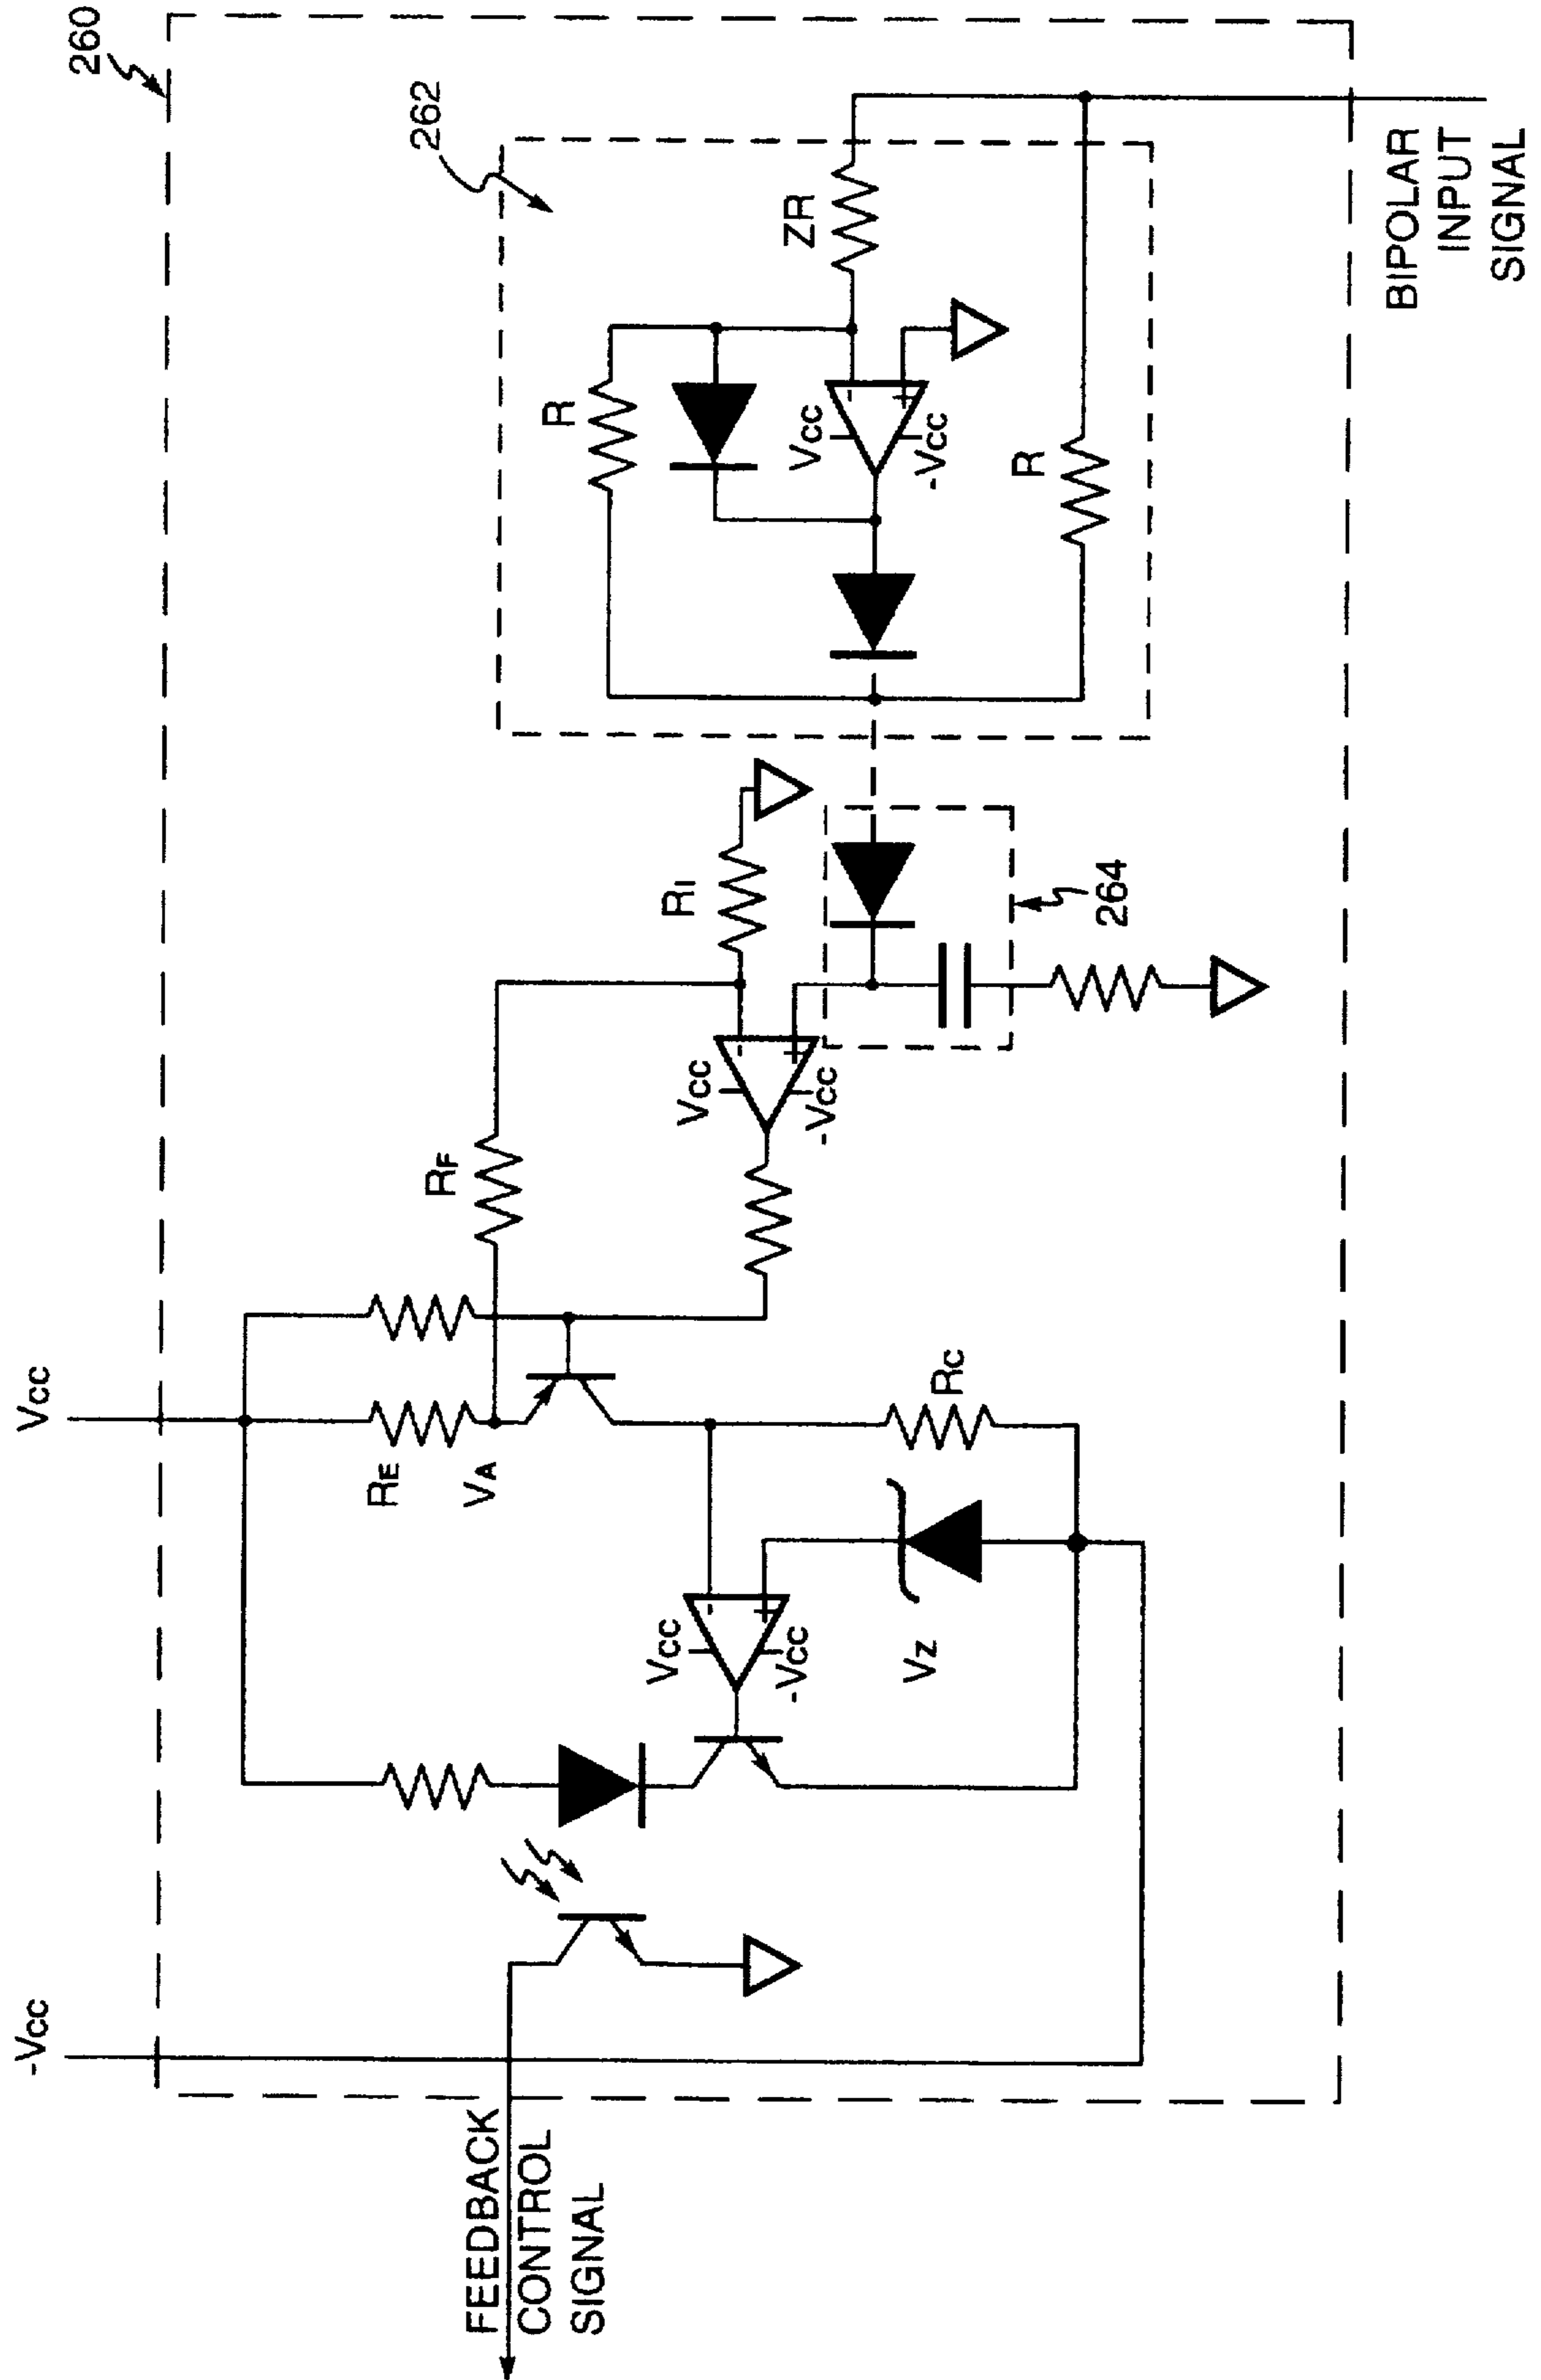 260
262
BIPOLAR
INPUT
SIGNAL
ZR
R
Vcc
-Vcc
-
+
R
RI
264
Vcc
-Vcc
-
+
RF
Vcc
RE
VA
RC
Vcc
-Vcc
-
+
VZ
-Vcc
FEEDBACK
CONTROL
SIGNAL